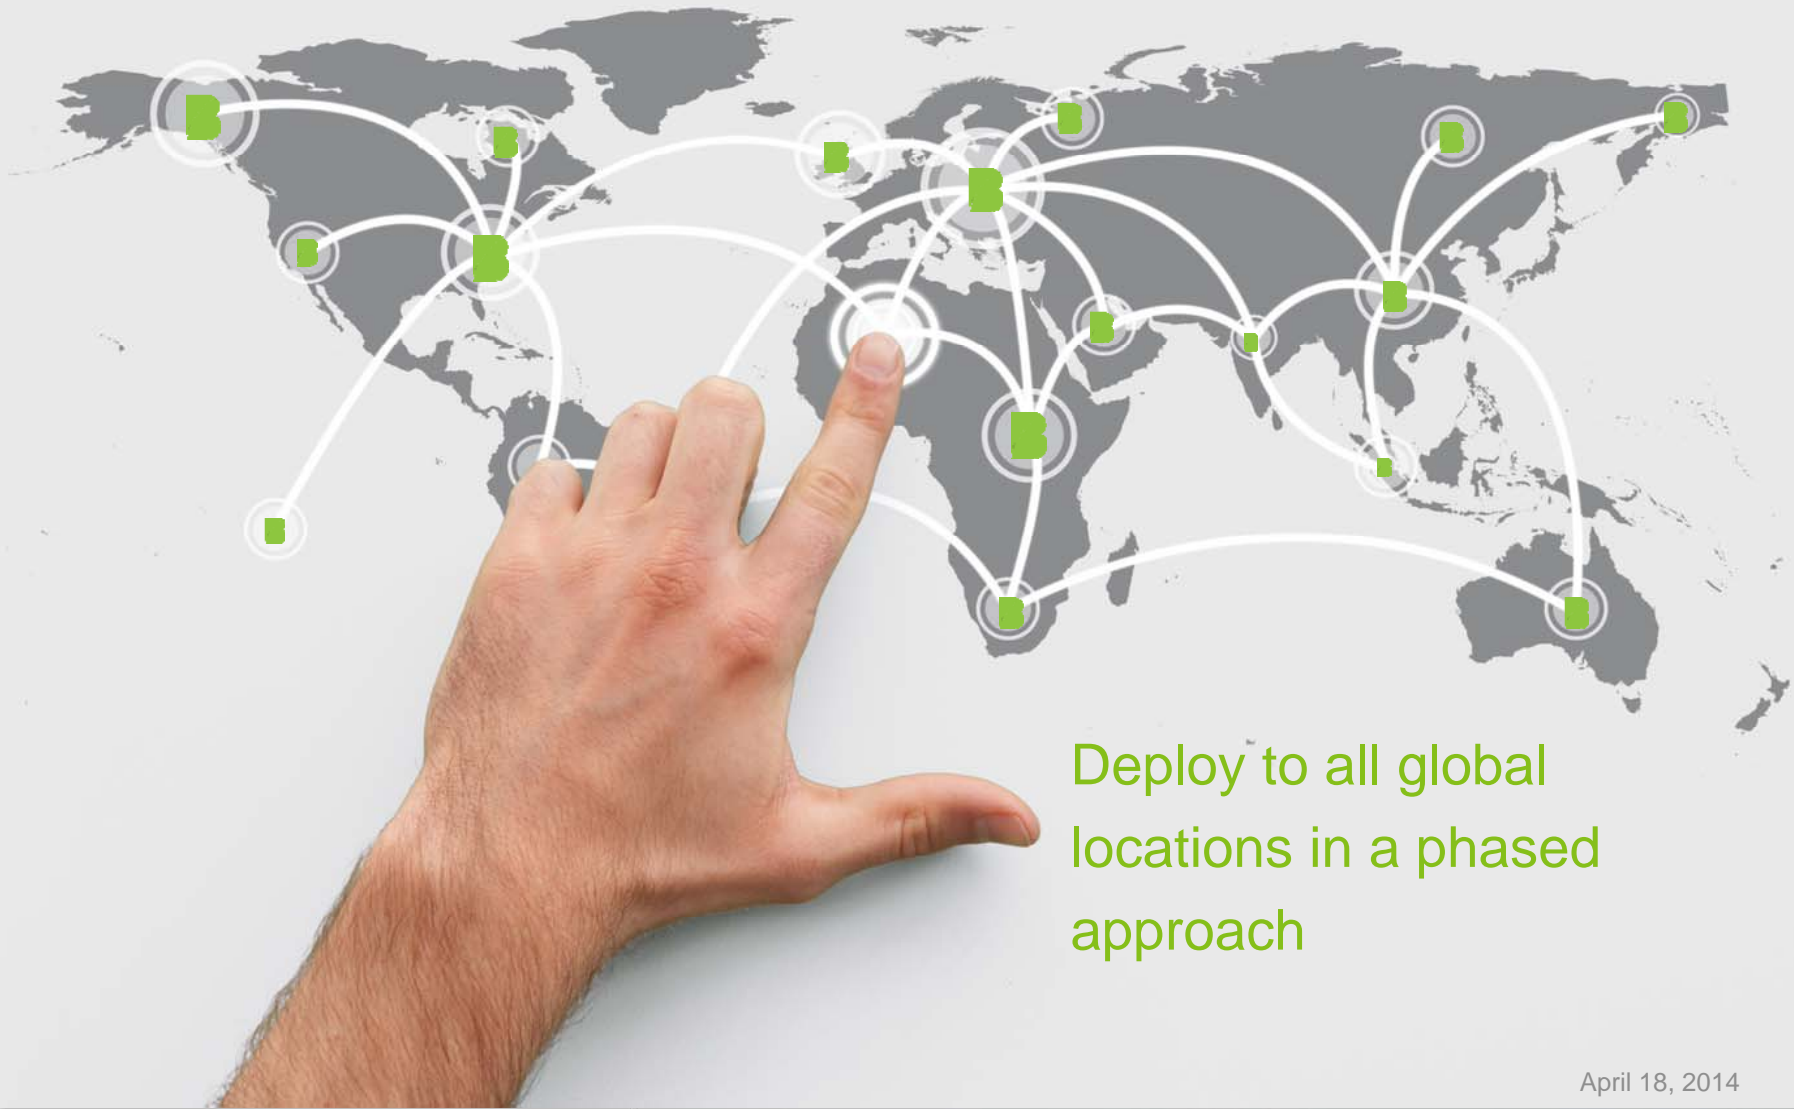 Deploy to all global
locations in a phased
approach
April 18, 2014